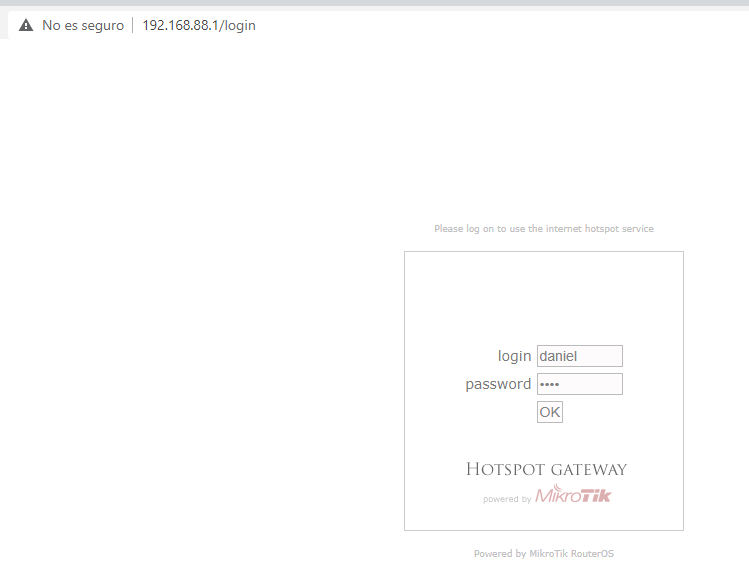 No es seguro 192.168.88.1/login
Please log on to use the internet hotspot service
login daniel
password ••••
OK
HOTSPOT GATEWAY
powered by MikroTik
Powered by MikroTik RouterOS